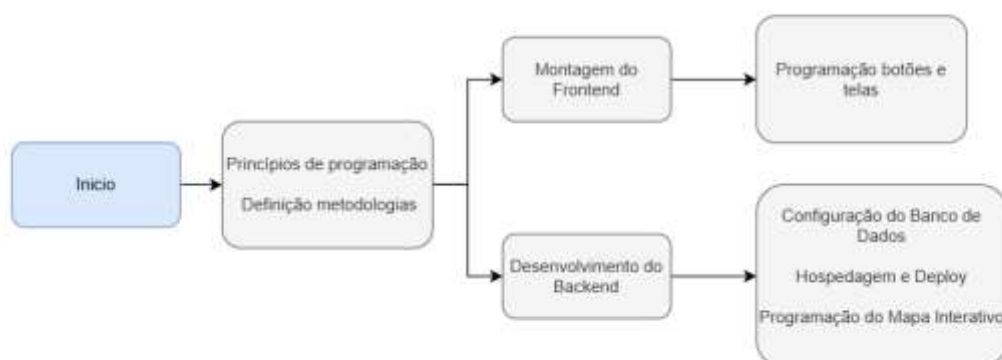 Inicio
Princípios de programação
Definição metodologias
Montagem do
Frontend
Programação botões e
telas
Desenvolvimento do
Backend
Configuração do Banco de
Dados
Hospedagem e Deploy
Programação do Mapa Interativo